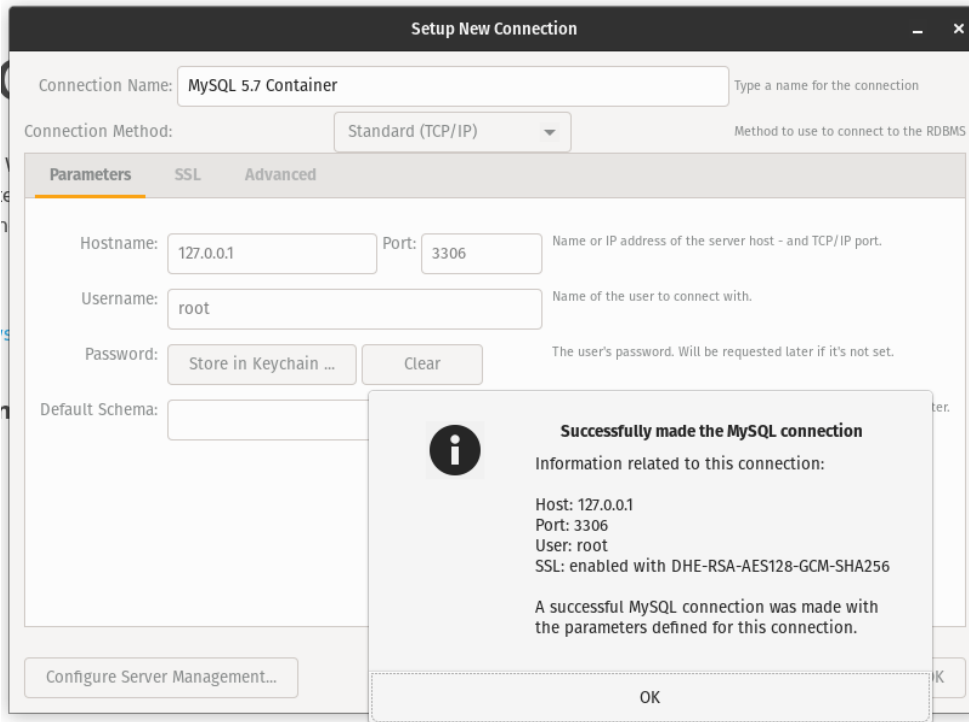 Setup New Connection
Connection Name: MySQL 5.7 Container Type a name for the connection
Connection Method: Standard (TCP/IP) Method to use to connect to the RDBMS
Parameters SSL Advanced
Hostname: 127.0.0.1 Port: 3306 Name or IP address of the server host - and TCP/IP port.
Username: root Name of the user to connect with.
Password: Store in Keychain ... Clear The user's password. Will be requested later if it's not set.
Default Schema:
Successfully made the MySQL connection
Information related to this connection:
Host: 127.0.0.1
Port: 3306
User: root
SSL: enabled with DHE-RSA-AES128-GCM-SHA256
A successful MySQL connection was made with
the parameters defined for this connection.
Configure Server Management...
OK